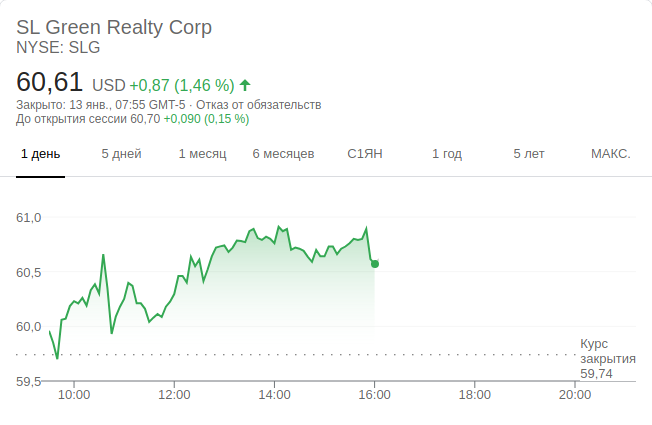 SL Green Realty Corp
NYSE: SLG
60,61 USD +0,87 (1,46 %)
Закрыто: 13 янв., 07:55 GMT-5 · Отказ от обязательств
До открытия сессии 60,70 +0,090 (0,15 %)
1 день 5 дней 1 месяц 6 месяцев С1ЯН 1 год 5 лет МАКС.
61,0
60,5
60,0
Курс
закрытия
59,74
59,5
10:00 12:00 14:00 16:00 18:00 20:00